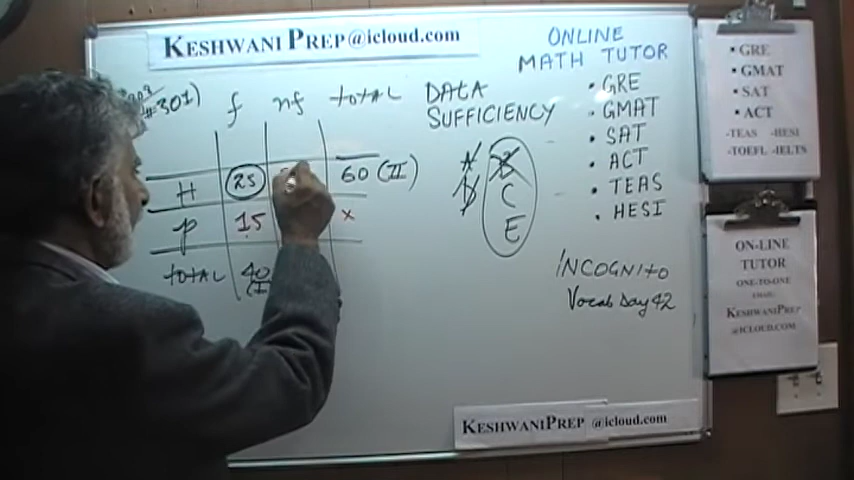 KESHWANI PREP@icloud.com
#301)
f nf TOTAL
H 25 60 (II)
P 15 x
TOTAL 40
(I
DATA
SUFFICIENCY
A B
D C
E
ONLINE
MATH TUTOR
• GRE
• GMAT
• SAT
• ACT
• TEAS
• HESI
INCOGNITO
Vocab Day 42
KESHWANIPREP @icloud.com
▪ GRE
▪ GMAT
▪ SAT
▪ ACT
-TEAS -HESI
-TOEFL -IELTS
ON-LINE
TUTOR
ONE-TO-ONE
EMAIL
KESHWANIPREP
@ICLOUD.COM